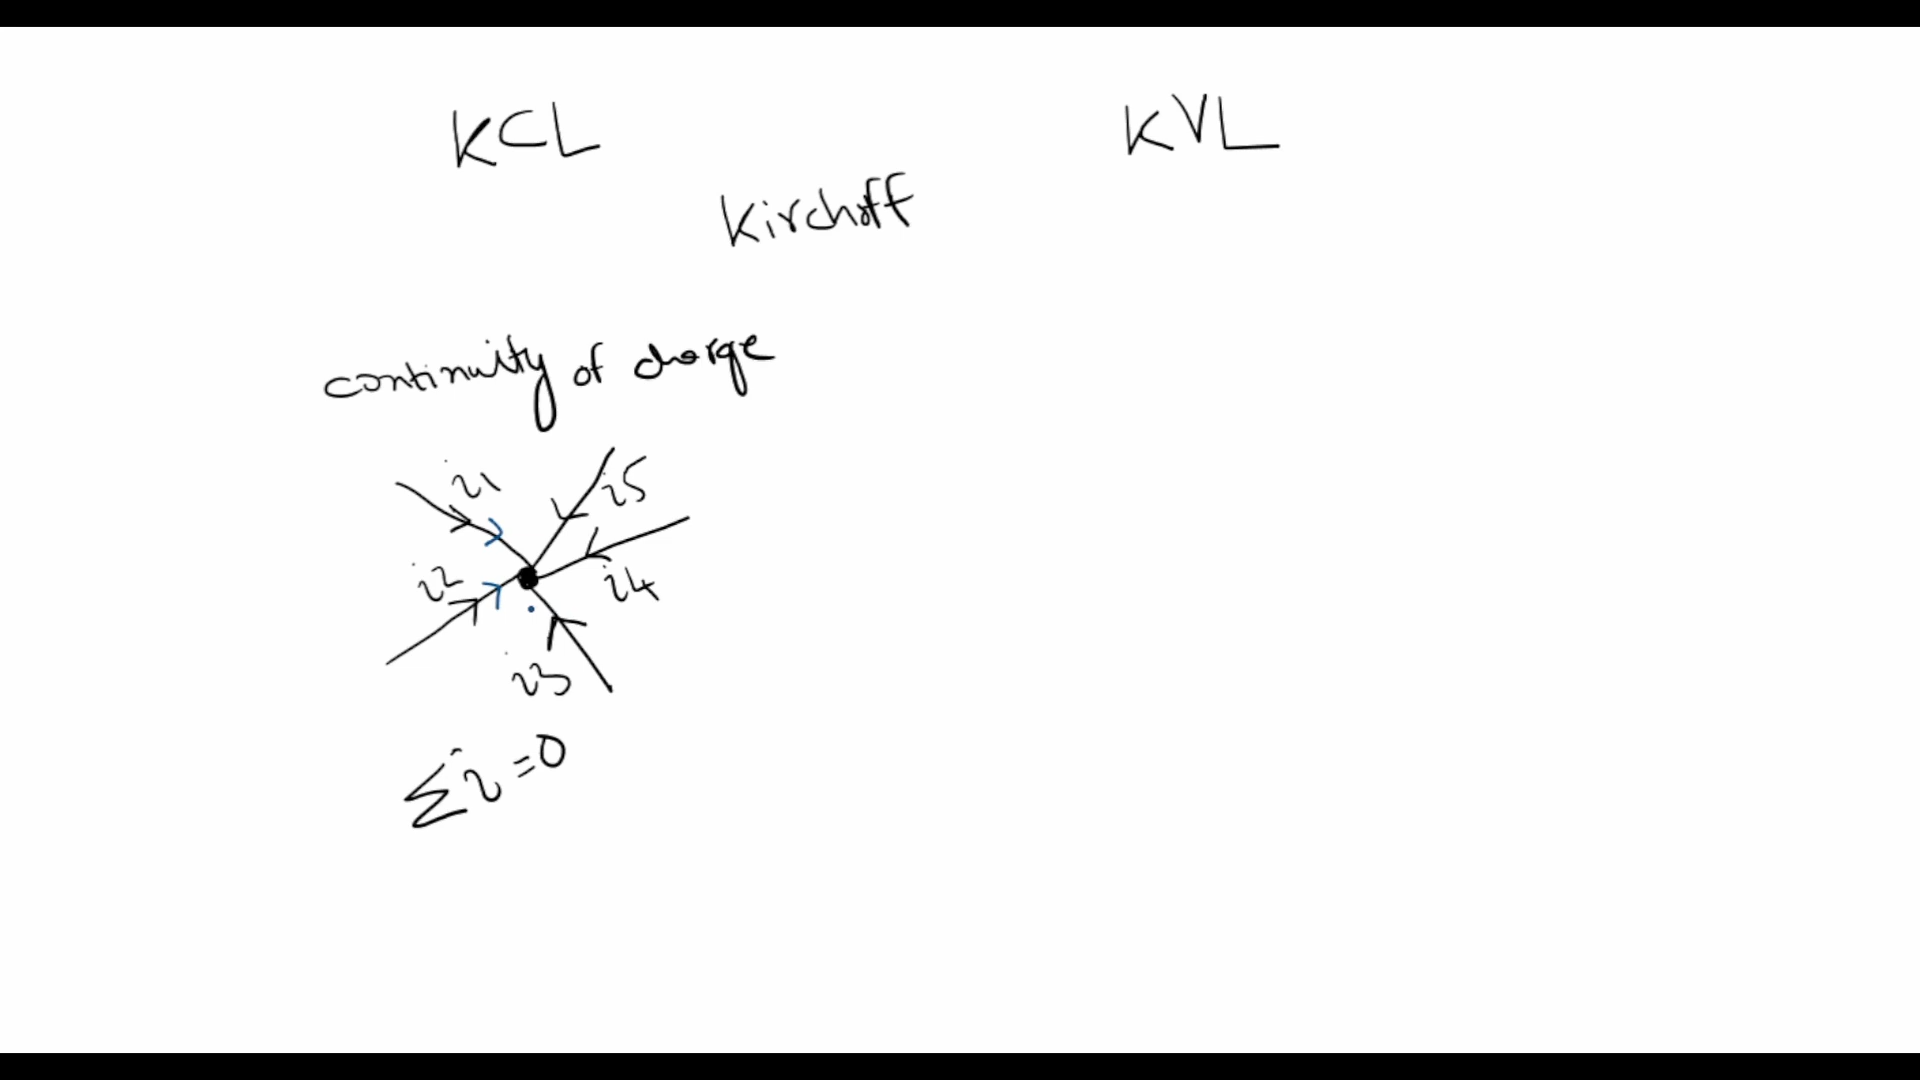 KCL KVL
Kirchoff
continuity of charge
i1 i5
i2 i4
i3
Σi=0